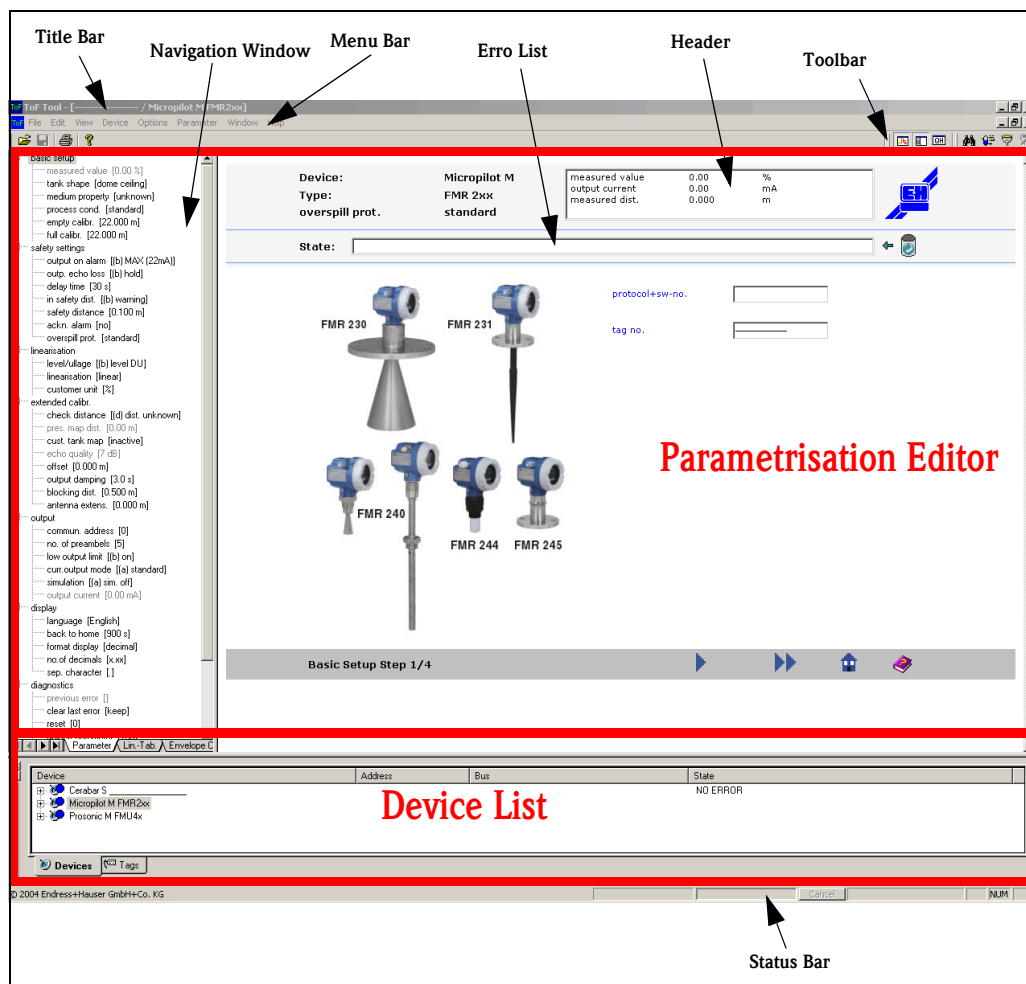 Title Bar
Navigation Window
Menu Bar
Erro List
Header
Toolbar
ToF Tool - [---------------- / Micropilot M FMR2xx]
File Edit View Device Options Parameter Window Help
basic setup
measured value [0.00 %]
tank shape [dome ceiling]
medium property [unknown]
process cond. [standard]
empty calibr. [22.000 m]
full calibr. [22.000 m]
safety settings
output on alarm [(b) MAX (22mA)]
outp. echo loss [(b) hold]
delay time [30 s]
in safety dist. [(b) warning]
safety distance [0.100 m]
ackn. alarm [no]
overspill prot. [standard]
linearisation
level/ullage [(b) level DU]
linearisation [linear]
customer unit [%]
extended calibr.
check distance [(d) dist. unknown]
pres. map dist. [0.00 m]
cust. tank map [inactive]
echo quality [7 dB]
offset [0.000 m]
output damping [3.0 s]
blocking dist. [0.500 m]
antenna extens. [0.000 m]
output
commun. address [0]
no. of preambels [5]
low output limit [(b) on]
curr.output mode [(a) standard]
simulation [(a) sim. off]
output current [0.00 mA]
display
language [English]
back to home [900 s]
format display [decimal]
no.of decimals [x.xx]
sep. character [.]
diagnostics
previous error []
clear last error [keep]
reset [0]
Parameter Lin.-Tab. Envelope C
Device: Micropilot M
Type: FMR 2xx
overspill prot. standard
measured value 0.00 %
output current 0.00 mA
measured dist. 0.000 m
EH
State:
FMR 230
FMR 231
FMR 240
FMR 244
FMR 245
protocol+sw-no.
tag no.
Parametrisation Editor
Basic Setup Step 1/4
Device Address Bus State
Cerabar S NO ERROR
Micropilot M FMR2xx
Prosonic M FMU4x
Device List
Devices Tags
© 2004 Endress+Hauser GmbH+Co. KG
Cancel
NUM
Status Bar